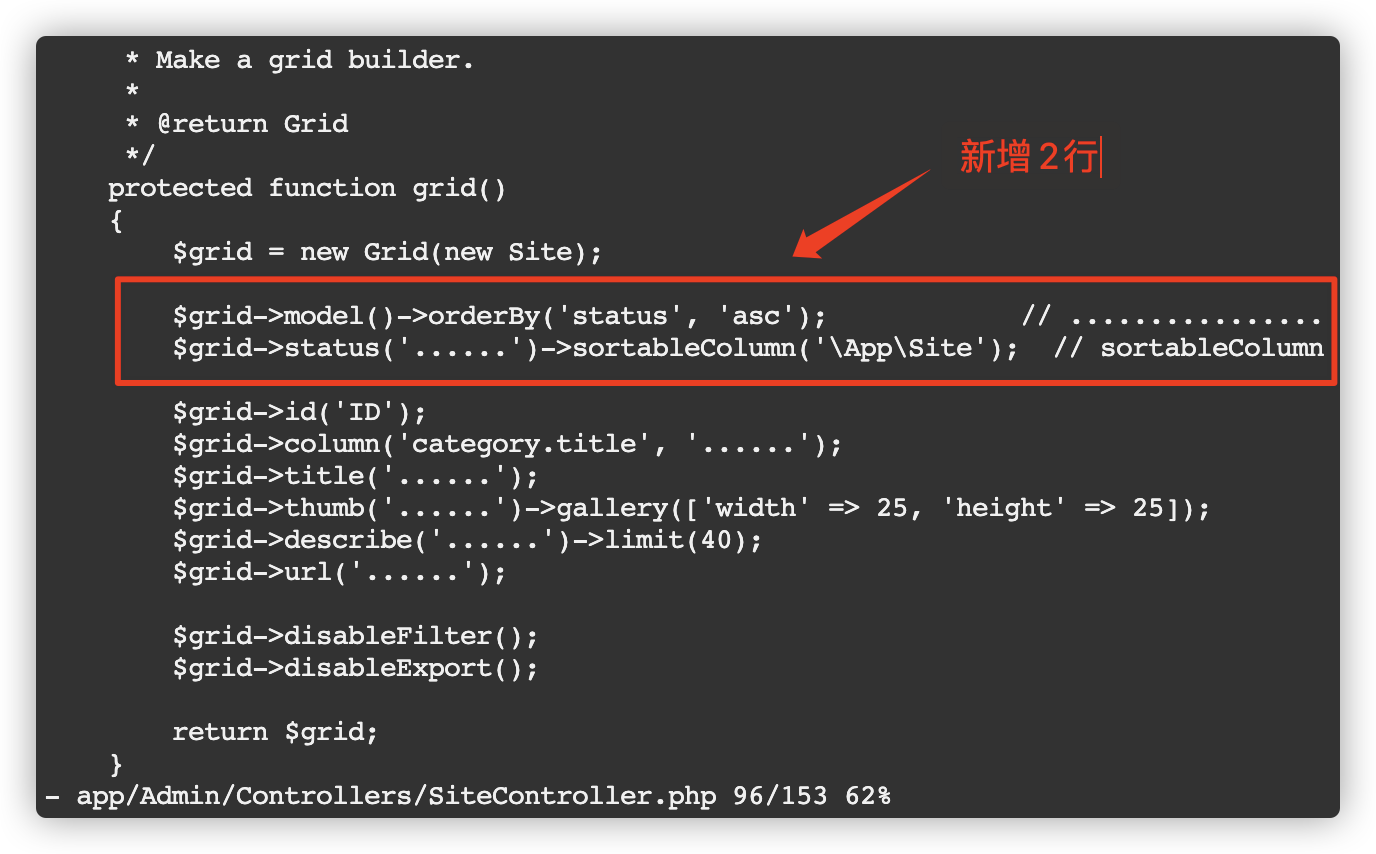 * Make a grid builder.
*
* @return Grid
*/
新增2行
protected function grid()
{
$grid = new Grid(new Site);
$grid->model()->orderBy('status', 'asc'); // ................
$grid->status('......')->sortableColumn('\App\Site'); // sortableColumn
$grid->id('ID');
$grid->column('category.title', '......');
$grid->title('......');
$grid->thumb('......')->gallery(['width' => 25, 'height' => 25]);
$grid->describe('......')->limit(40);
$grid->url('......');
$grid->disableFilter();
$grid->disableExport();
return $grid;
}
- app/Admin/Controllers/SiteController.php 96/153 62%